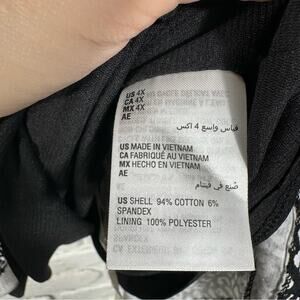 US 4X
CA 4X
MX 4X
AE
قياس واسع 4 اكس
US MADE IN VIETNAM
CA FABRIQUÉ AU VIETNAM
MX HECHO EN VIETNAM
AE
صُنع في فيتنام
US SHELL 94% COTTON 6%
SPANDEX
LINING 100% POLYESTER